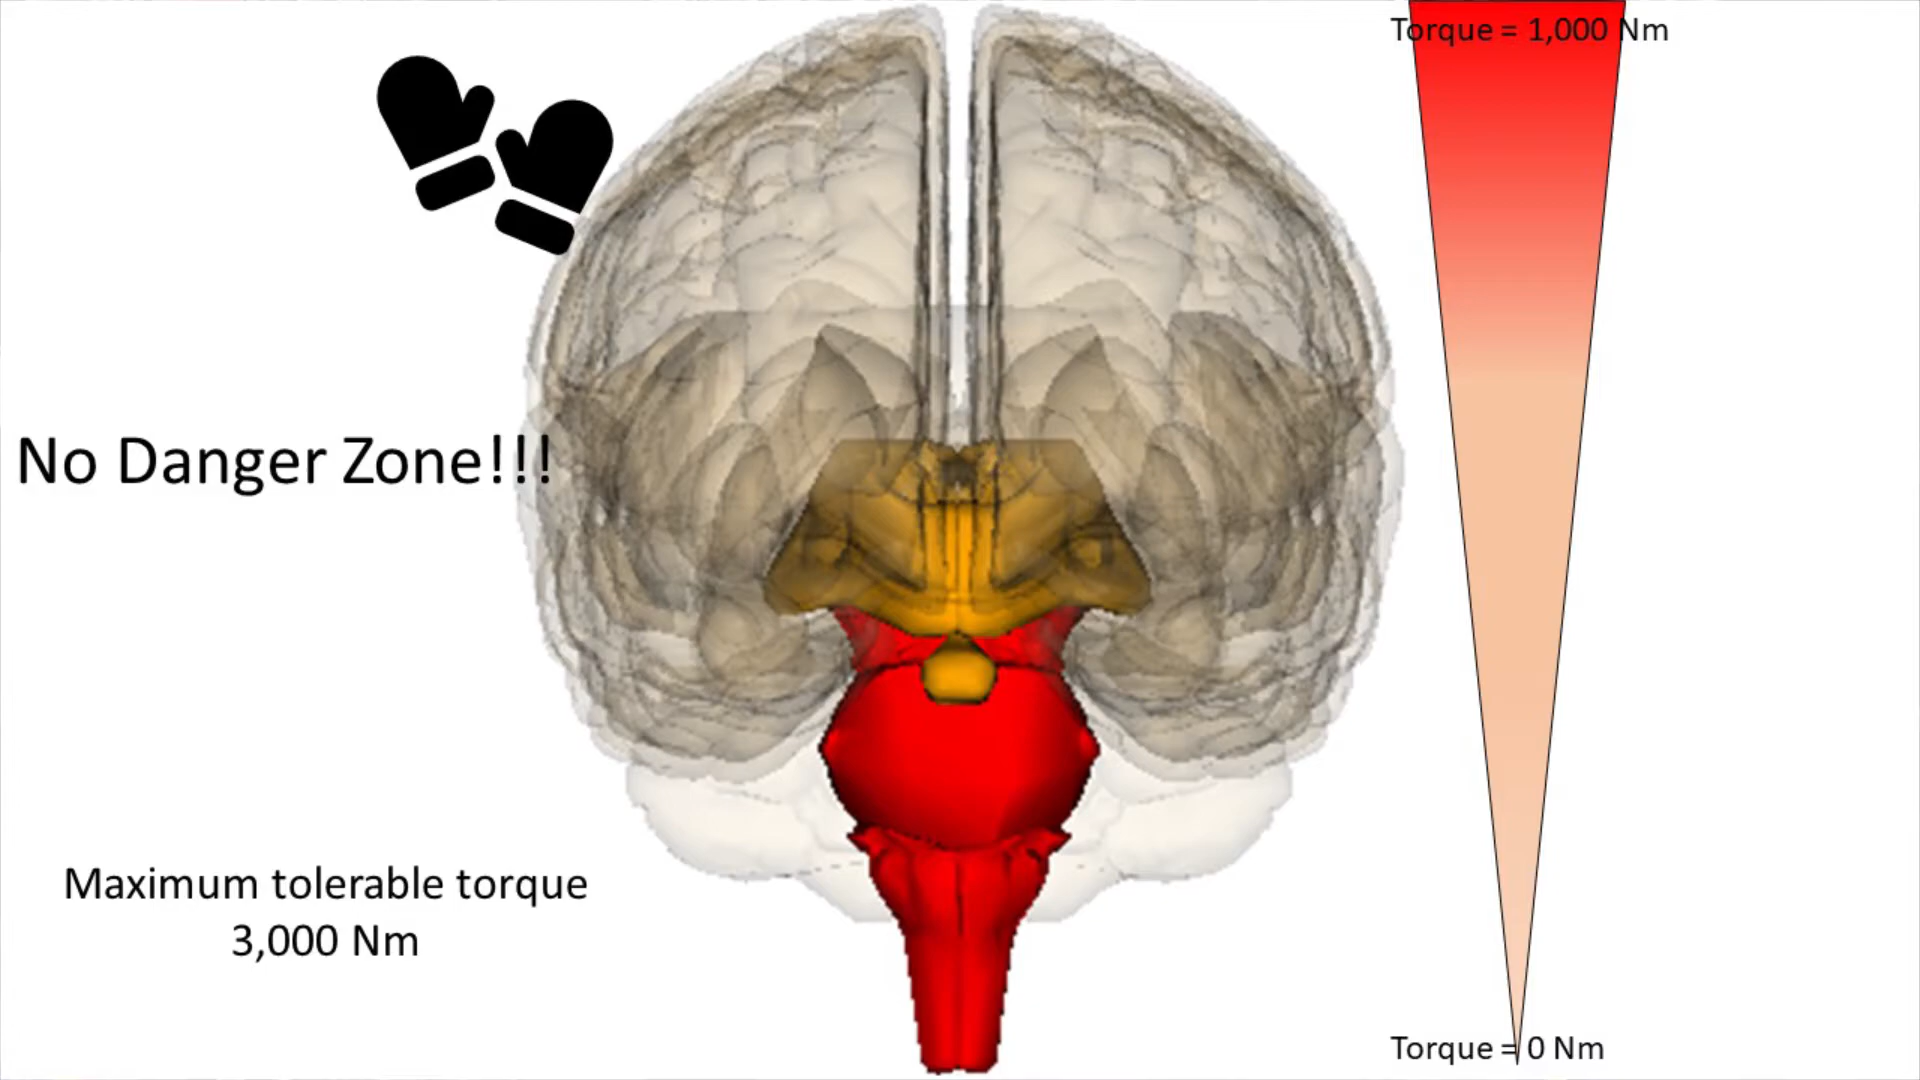 Torque = 1,000 Nm
No Danger Zone!!!
Maximum tolerable torque
3,000 Nm
Torque = 0 Nm